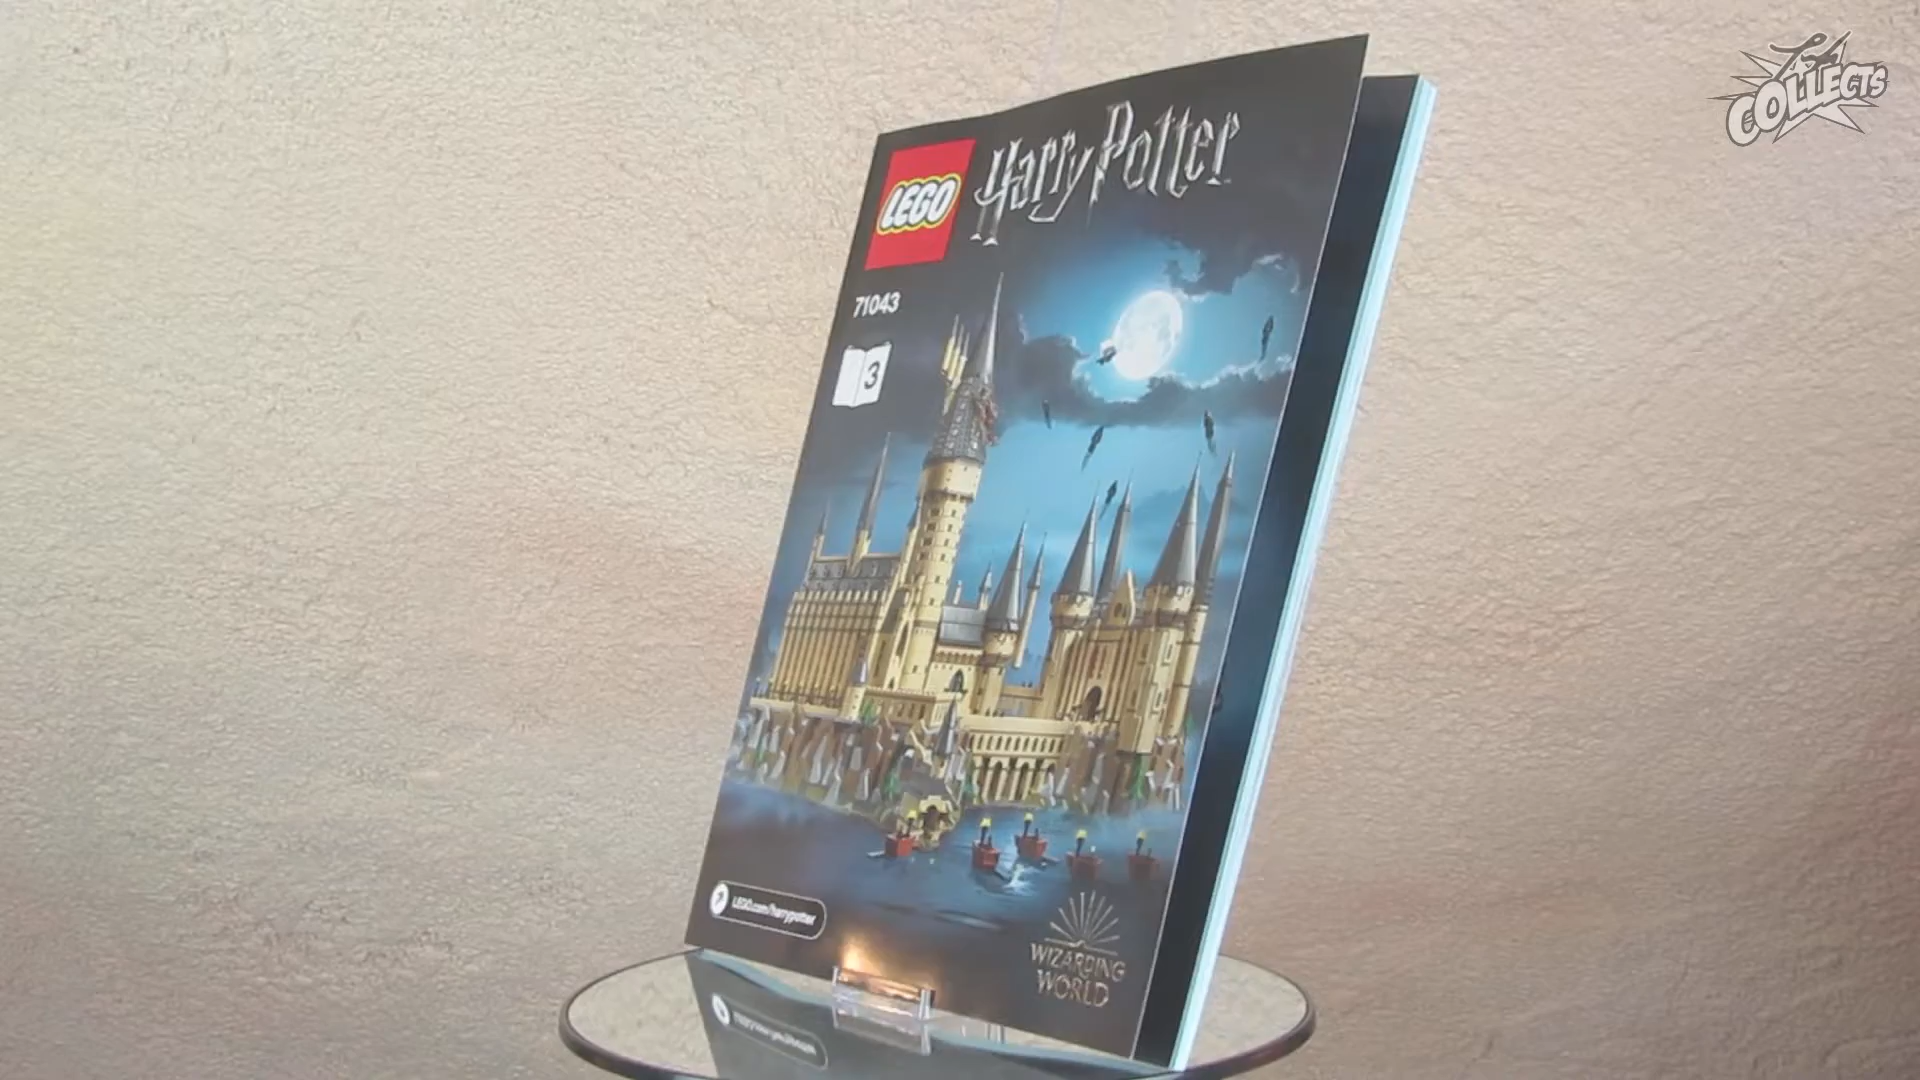 LEGO
Harry Potter
71043
3
LEGO.com/harrypotter
WIZARDING
WORLD
COLLECTS